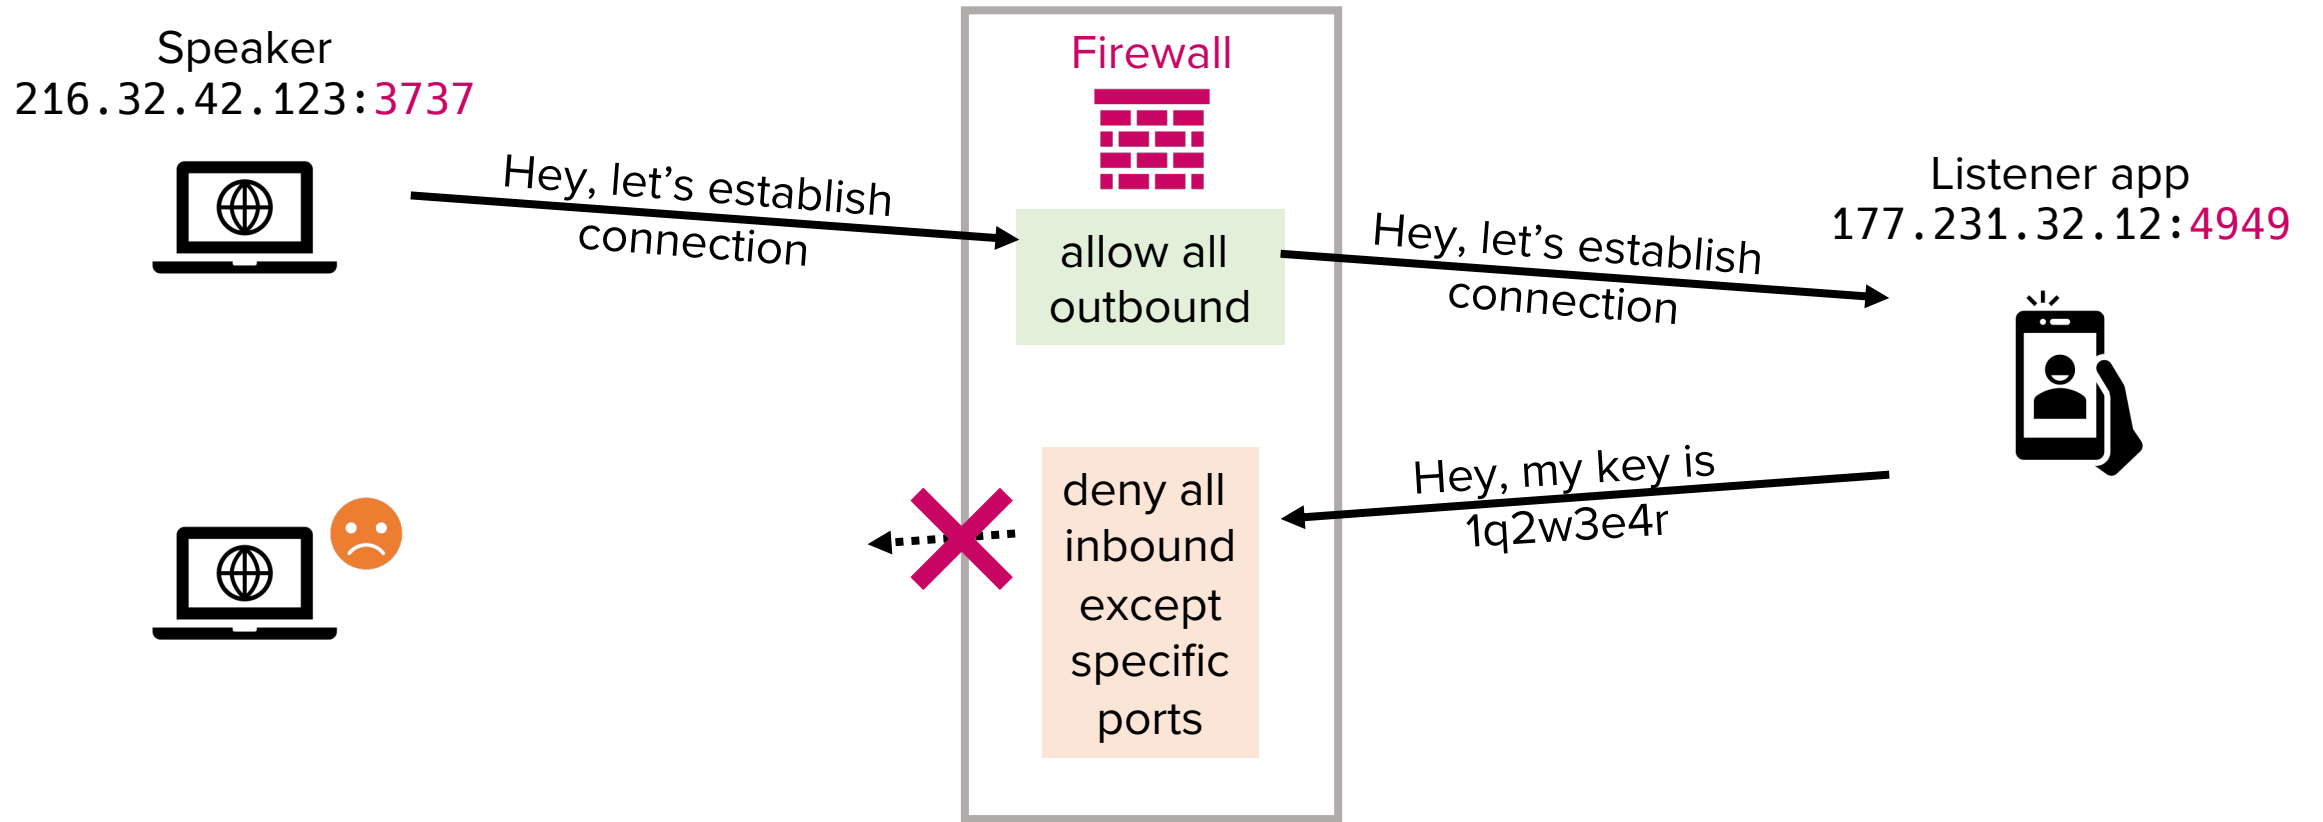 Speaker
216.32.42.123:3737
Firewall
Hey, let’s establish
connection
allow all
outbound
Hey, let’s establish
connection
Listener app
177.231.32.12:4949
Hey, my key is
1q2w3e4r
deny all
inbound
except
specific
ports